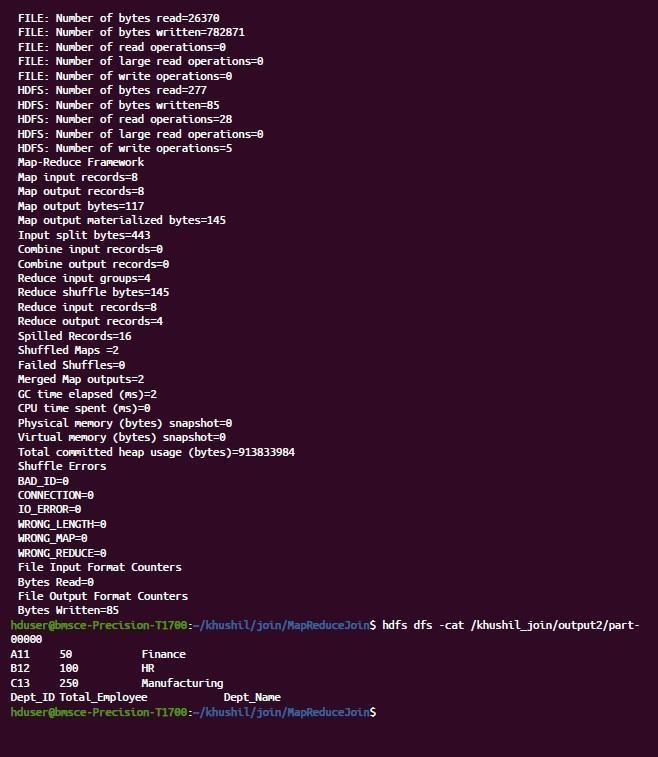 FILE: Number of bytes read=26370
FILE: Number of bytes written=782871
FILE: Number of read operations=0
FILE: Number of large read operations=0
FILE: Number of write operations=0
HDFS: Number of bytes read=277
HDFS: Number of bytes written=85
HDFS: Number of read operations=28
HDFS: Number of large read operations=0
HDFS: Number of write operations=5
Map-Reduce Framework
Map input records=8
Map output records=8
Map output bytes=117
Map output materialized bytes=145
Input split bytes=443
Combine input records=0
Combine output records=0
Reduce input groups=4
Reduce shuffle bytes=145
Reduce input records=8
Reduce output records=4
Spilled Records=16
Shuffled Maps =2
Failed Shuffles=0
Merged Map outputs=2
GC time elapsed (ms)=2
CPU time spent (ms)=0
Physical memory (bytes) snapshot=0
Virtual memory (bytes) snapshot=0
Total committed heap usage (bytes)=913833984
Shuffle Errors
BAD_ID=0
CONNECTION=0
IO_ERROR=0
WRONG_LENGTH=0
WRONG_MAP=0
WRONG_REDUCE=0
File Input Format Counters
Bytes Read=0
File Output Format Counters
Bytes Written=85
hduser@bmsce-Precision-T1700:~/khushil/join/MapReduceJoin$ hdfs dfs -cat /khushil_join/output2/part-
00000
A11 50 Finance
B12 100 HR
C13 250 Manufacturing
Dept_ID Total_Employee Dept_Name
hduser@bmsce-Precision-T1700:~/khushil/join/MapReduceJoin$